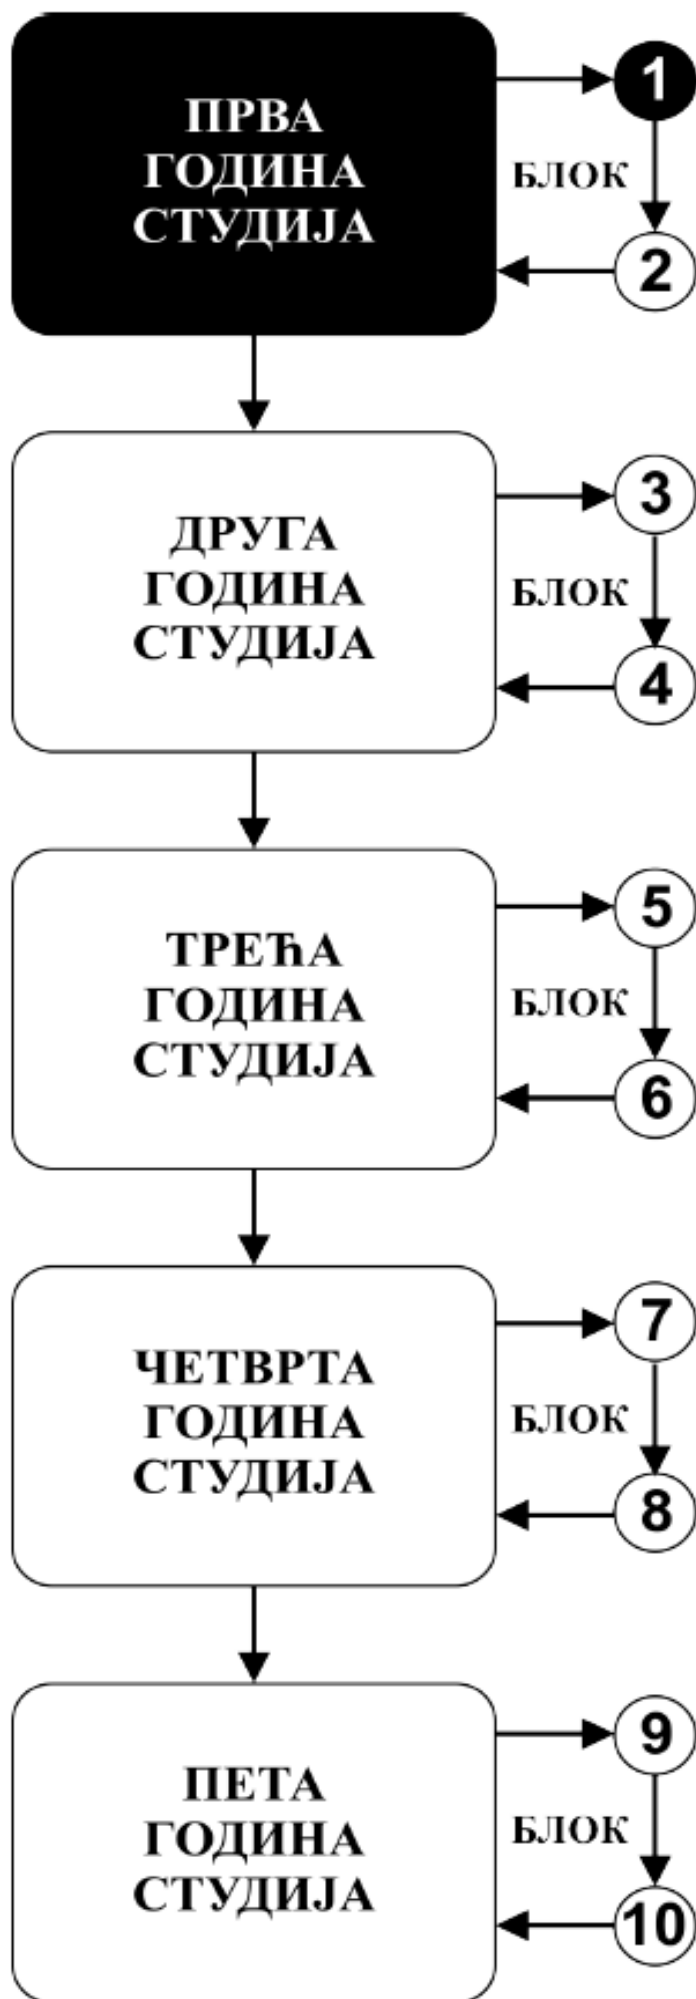 ПРВА
ГОДИНА
СТУДИЈА
1
БЛОК
2
ДРУГА
ГОДИНА
СТУДИЈА
3
БЛОК
4
ТРЕЋА
ГОДИНА
СТУДИЈА
5
БЛОК
6
ЧЕТВРТА
ГОДИНА
СТУДИЈА
7
БЛОК
8
ПЕТА
ГОДИНА
СТУДИЈА
9
БЛОК
10